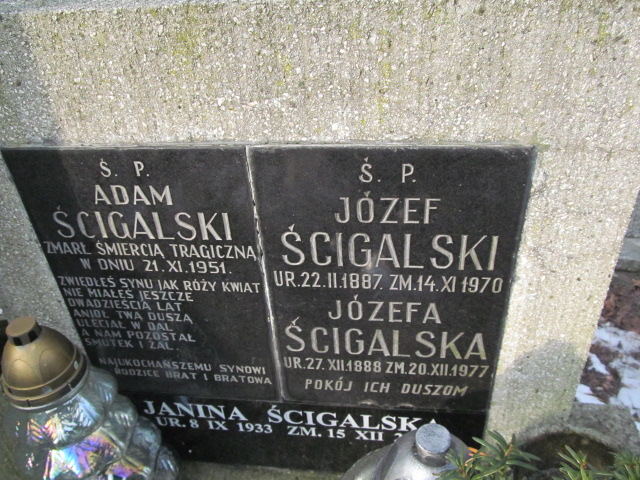 Ś. P.
ADAM
ŚCIGALSKI
ZMARŁ ŚMIERCIĄ TRAGICZNĄ
W DNIU 21.XI.1951.
ZWIEDŁEŚ SYNU JAK RÓŻY KWIAT
NIE MIAŁEŚ JESZCZE
DWADZIEŚCIA LAT
ANIOŁ TWĄ DUSZĄ
ULECIAŁ W DAL
A NAM POZOSTAŁ
SMUTEK I ŻAL.
NAJUKOCHAŃSZEMU SYNOWI
RODZICE BRAT I BRATOWA
Ś. P.
JÓZEF
ŚCIGALSKI
UR.22.II.1887. ZM.14.XI 1970
JÓZEFA
ŚCIGALSKA
UR.27.XII.1888 ZM.20.XII.1977
POKÓJ ICH DUSZOM
JANINA ŚCIGALSKA
UR. 8 IX 1933 ZM. 15 XII